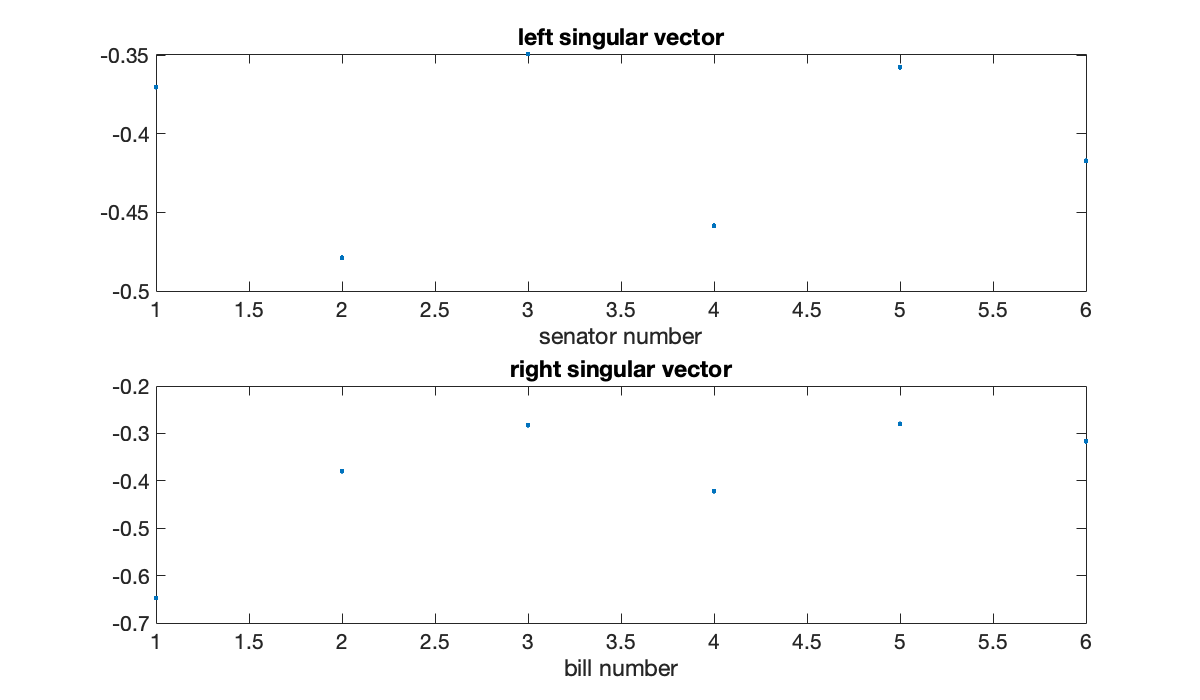 left singular vector
-0.35
-0.4
-0.45
-0.5
1 1.5 2 2.5 3 3.5 4 4.5 5 5.5 6
senator number
right singular vector
-0.2
-0.3
-0.4
-0.5
-0.6
-0.7
1 1.5 2 2.5 3 3.5 4 4.5 5 5.5 6
bill number